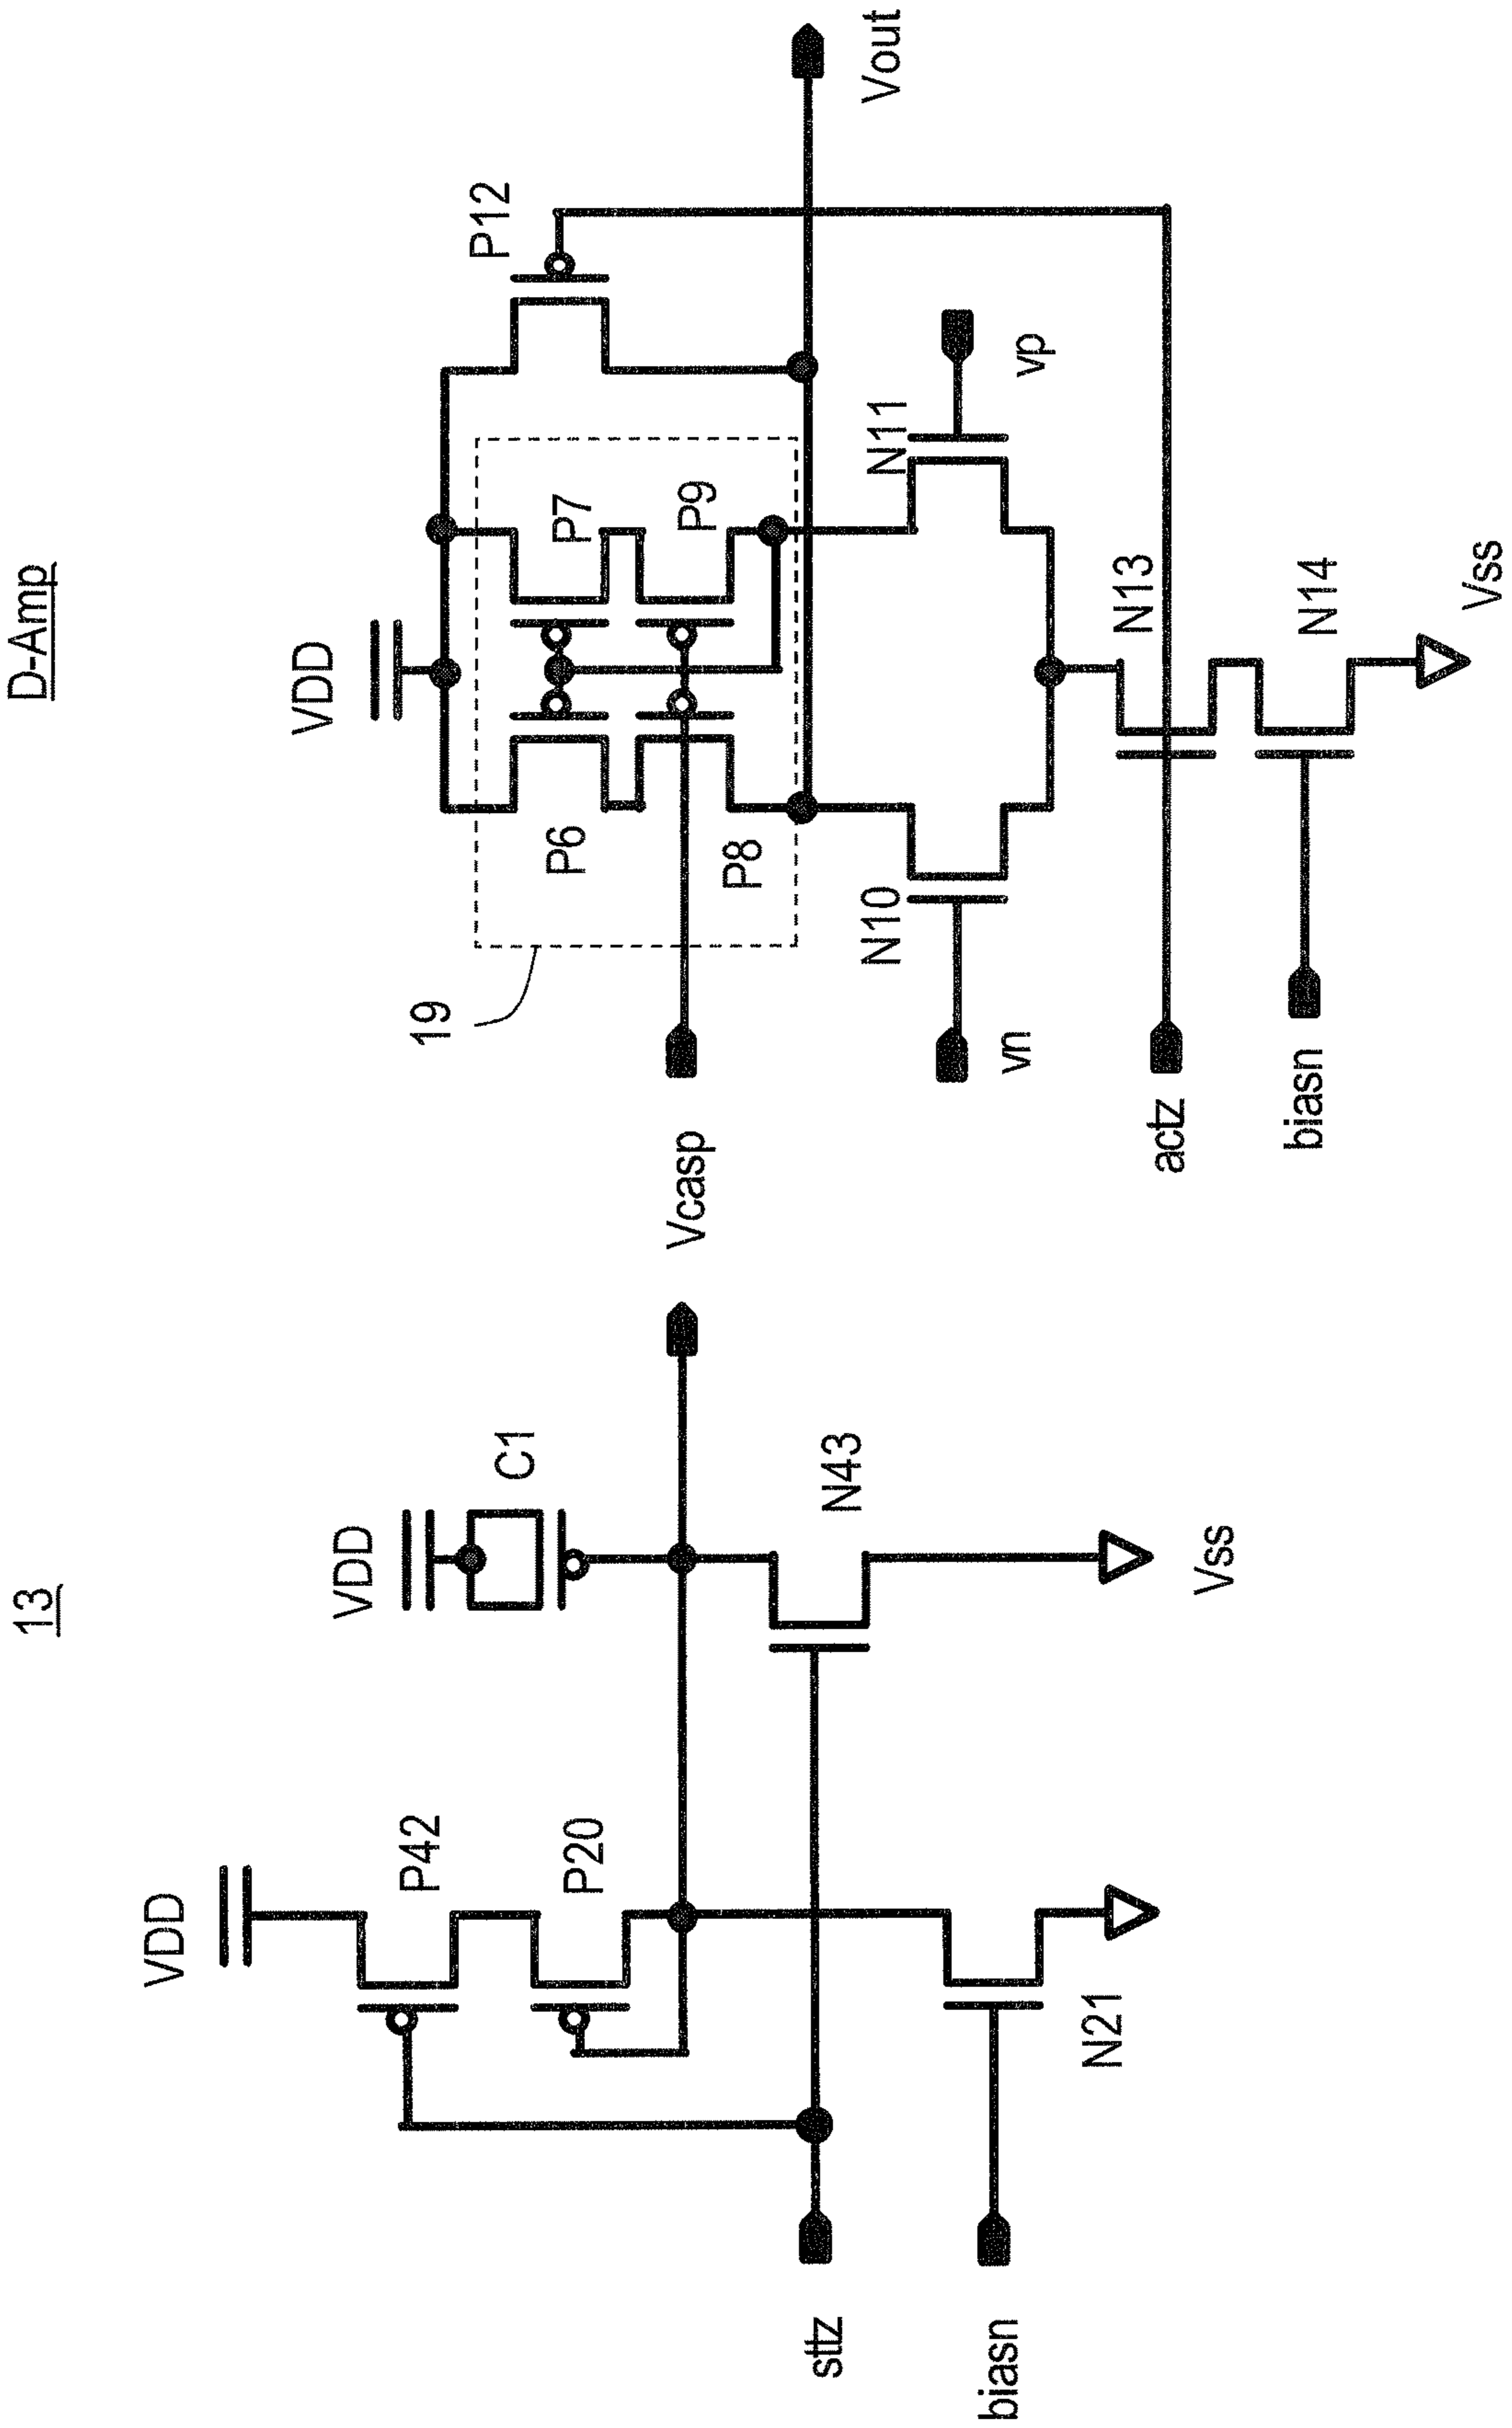 13
VDD
P42
P20
VDD
C1
Vcasp
N43
Vss
sttz
biasn
N21
D-Amp
VDD
P12
19
P6
P7
P8
P9
Vout
N10
N11
vn
vp
actz
N13
biasn
N14
Vss